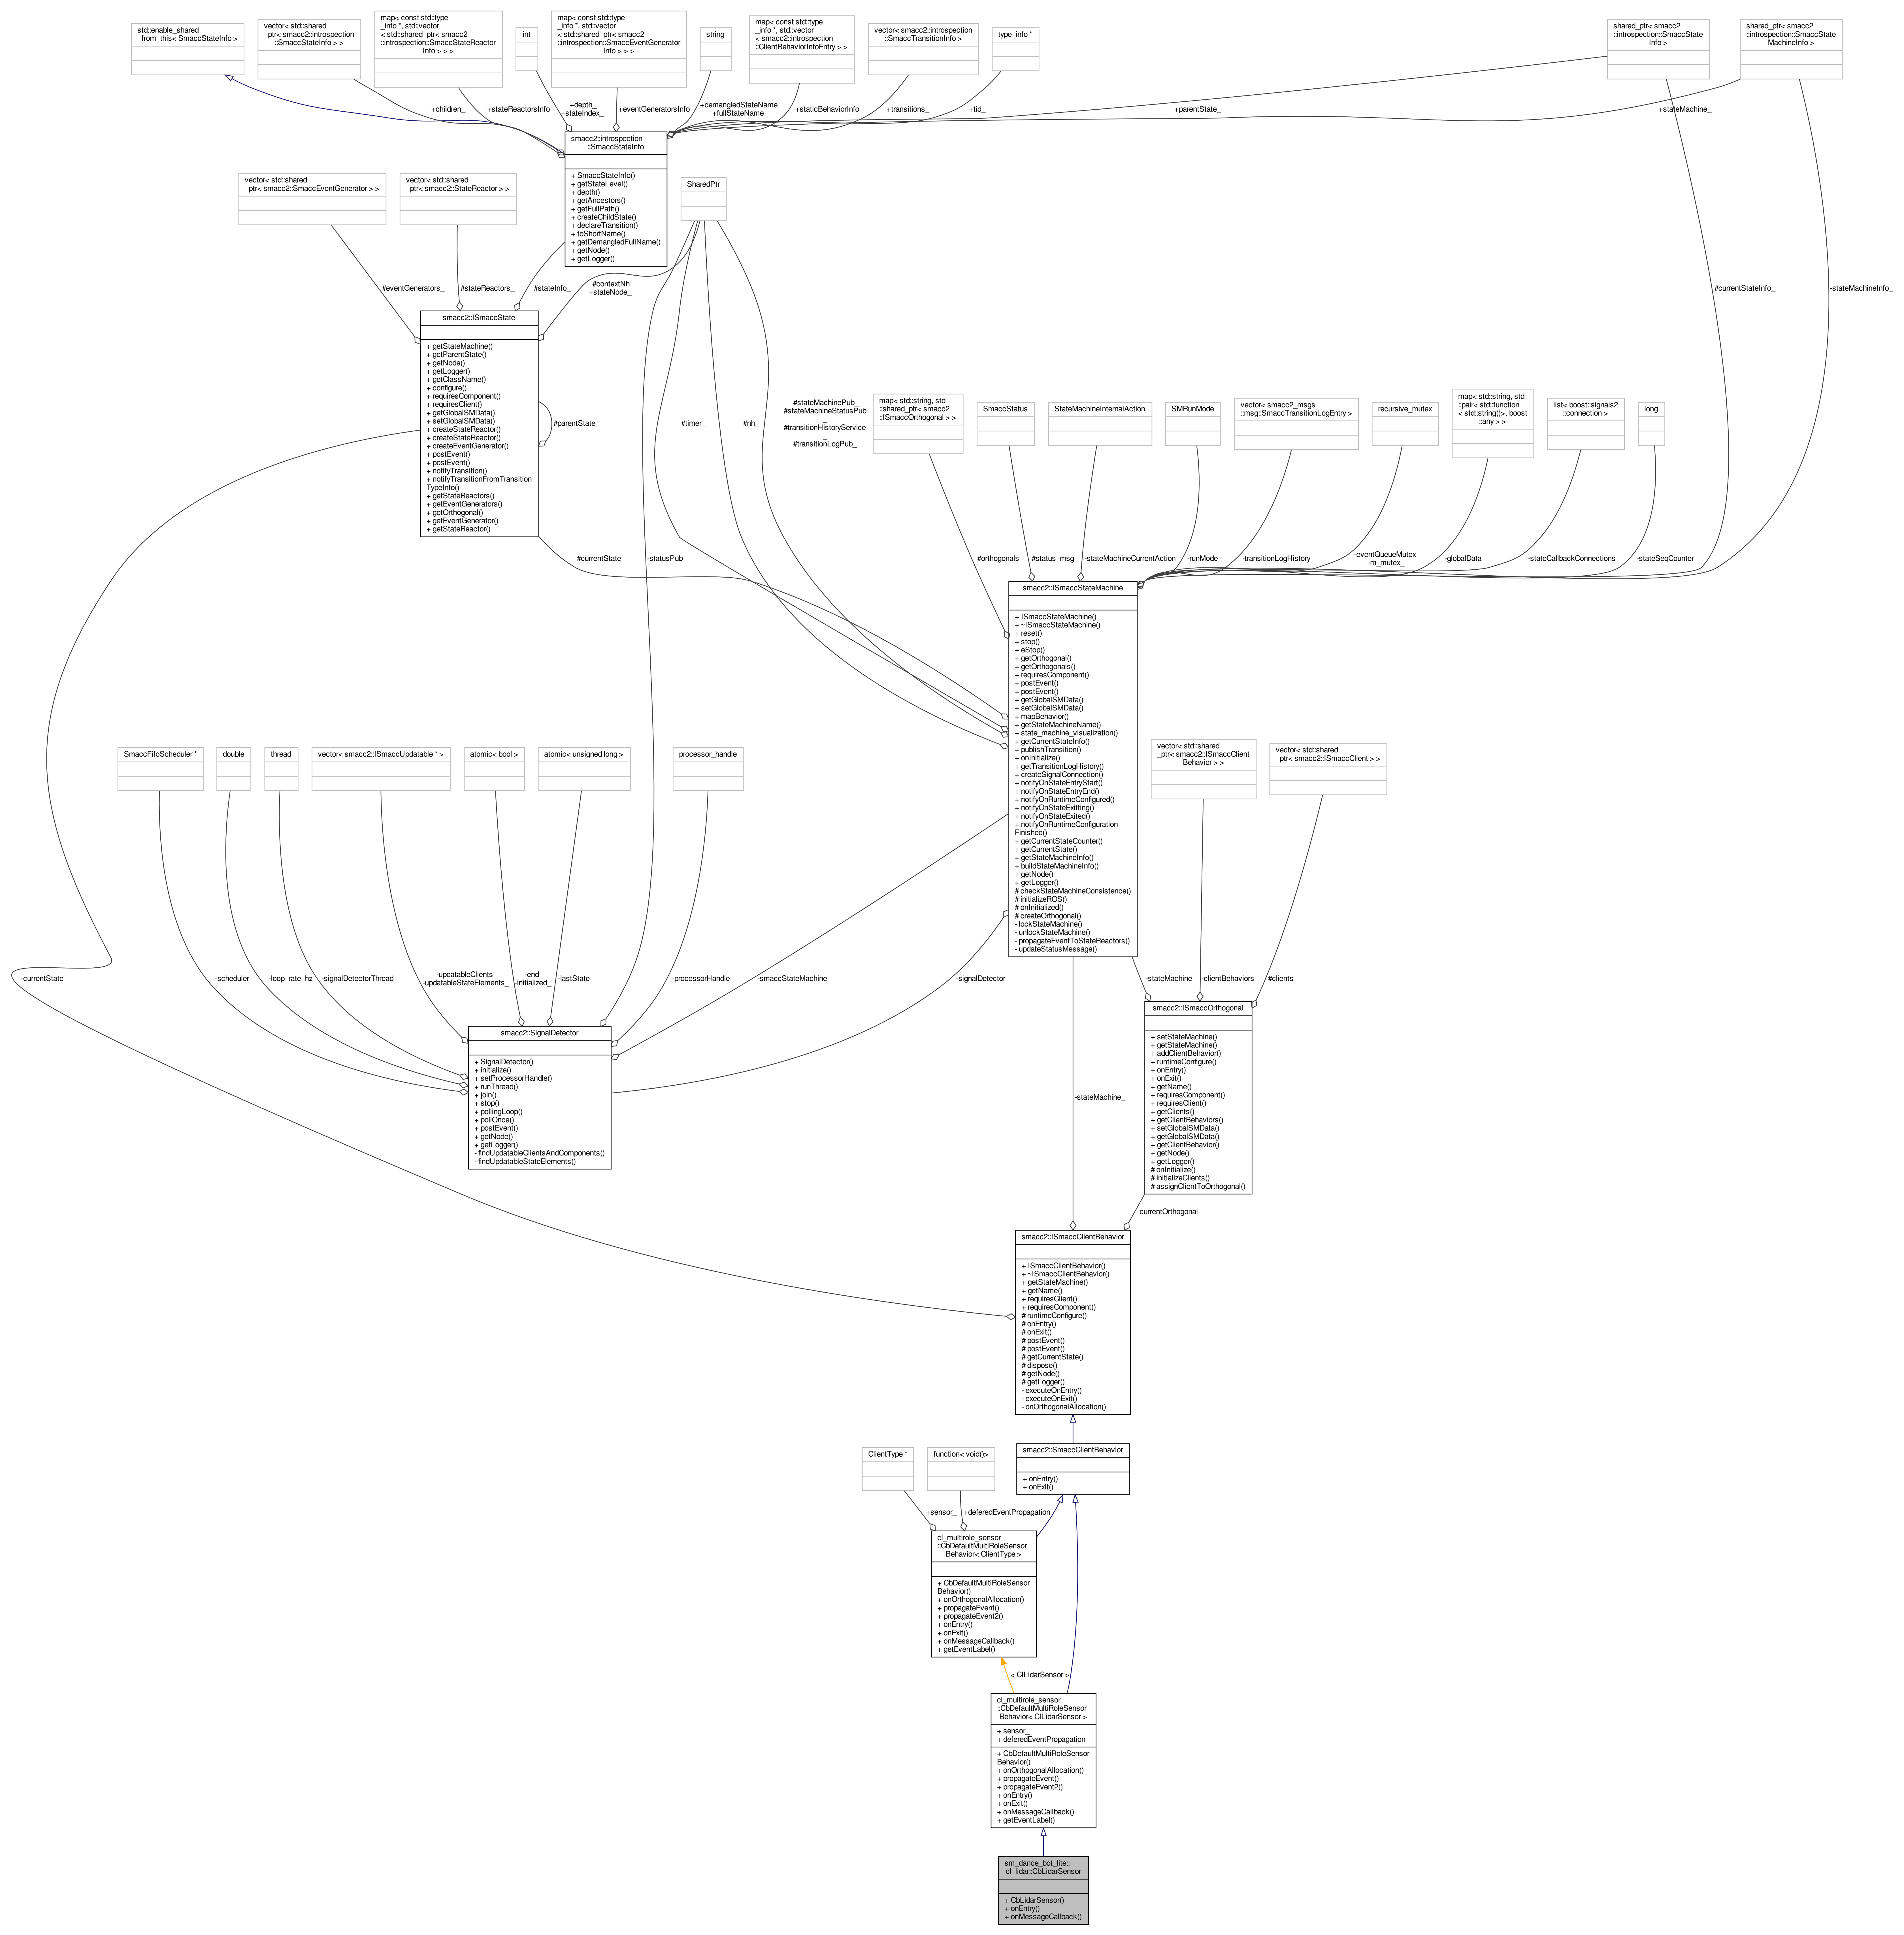 std::enable_shared
_from_this< SmaccStateInfo >
vector< std::shared
_ptr< smacc2::introspection
::SmaccStateInfo > >
map< const std::type
_info *, std::vector
< std::shared_ptr< smacc2
::introspection::SmaccStateReactor
Info > > >
int
map< const std::type
_info *, std::vector
< std::shared_ptr< smacc2
::introspection::SmaccEventGenerator
Info > > >
string
map< const std::type
_info *, std::vector
< smacc2::introspection
::ClientBehaviorInfoEntry > >
vector< smacc2::introspection
::SmaccTransitionInfo >
type_info *
shared_ptr< smacc2
::introspection::SmaccState
Info >
shared_ptr< smacc2
::introspection::SmaccState
MachineInfo >
+children_
+stateReactorsInfo
+depth_
+stateIndex_
+eventGeneratorsInfo
+demangledStateName
+fullStateName
+staticBehaviorInfo
+transitions_
+tid_
+parentState_
+stateMachine_
smacc2::introspection
::SmaccStateInfo
+ SmaccStateInfo()
+ getStateLevel()
+ depth()
+ getAncestors()
+ getFullPath()
+ createChildState()
+ declareTransition()
+ toShortName()
+ getDemangledFullName()
+ getNode()
+ getLogger()
vector< std::shared
_ptr< smacc2::SmaccEventGenerator > >
vector< std::shared
_ptr< smacc2::StateReactor > >
SharedPtr
#eventGenerators_
#stateReactors_
#stateInfo_
#contextNh
+stateNode_
#currentStateInfo_
-stateMachineInfo_
smacc2::ISmaccState
+ getStateMachine()
+ getParentState()
+ getNode()
+ getLogger()
+ getClassName()
+ configure()
+ requiresComponent()
+ requiresClient()
+ getGlobalSMData()
+ setGlobalSMData()
+ createStateReactor()
+ createStateReactor()
+ createEventGenerator()
+ postEvent()
+ postEvent()
+ notifyTransition()
+ notifyTransitionFromTransition
TypeInfo()
+ getStateReactors()
+ getEventGenerators()
+ getOrthogonal()
+ getEventGenerator()
+ getStateReactor()
#parentState_
#timer_
#nh_
#stateMachinePub_
#stateMachineStatusPub
_
#transitionHistoryService
_
#transitionLogPub_
map< std::string, std
::shared_ptr< smacc2
::ISmaccOrthogonal > >
SmaccStatus
StateMachineInternalAction
SMRunMode
vector< smacc2_msgs
::msg::SmaccTransitionLogEntry >
recursive_mutex
map< std::string, std
::pair< std::function
< std::string()>, boost
::any > >
list< boost::signals2
::connection >
long
#currentState_
-statusPub_
#orthogonals_
#status_msg_
-stateMachineCurrentAction
-runMode_
-transitionLogHistory_
-eventQueueMutex_
-m_mutex_
-globalData_
-stateCallbackConnections
-stateSeqCounter_
smacc2::ISmaccStateMachine
+ ISmaccStateMachine()
+ ~ISmaccStateMachine()
+ reset()
+ stop()
+ eStop()
+ getOrthogonal()
+ getOrthogonals()
+ requiresComponent()
+ postEvent()
+ postEvent()
+ getGlobalSMData()
+ setGlobalSMData()
+ mapBehavior()
+ getStateMachineName()
+ state_machine_visualization()
+ getCurrentStateInfo()
+ publishTransition()
+ onInitialize()
+ getTransitionLogHistory()
+ createSignalConnection()
+ notifyOnStateEntryStart()
+ notifyOnStateEntryEnd()
+ notifyOnRuntimeConfigured()
+ notifyOnStateExitting()
+ notifyOnStateExited()
+ notifyOnRuntimeConfiguration
Finished()
+ getCurrentStateCounter()
+ getCurrentState()
+ getStateMachineInfo()
+ buildStateMachineInfo()
+ getNode()
+ getLogger()
# checkStateMachineConsistence()
# initializeROS()
# onInitialized()
# createOrthogonal()
- lockStateMachine()
- unlockStateMachine()
- propagateEventToStateReactors()
- updateStatusMessage()
SmaccFifoScheduler *
double
thread
vector< smacc2::ISmaccUpdatable * >
atomic< bool >
atomic< unsigned long >
processor_handle
vector< std::shared
_ptr< smacc2::ISmaccClient
Behavior > >
vector< std::shared
_ptr< smacc2::ISmaccClient > >
-currentState
-scheduler_
-loop_rate_hz
-signalDetectorThread_
-updatableClients_
-updatableStateElements_
-end_
-initialized_
-lastState_
-processorHandle_
-smaccStateMachine_
-signalDetector_
-stateMachine_
-clientBehaviors_
#clients_
smacc2::SignalDetector
+ SignalDetector()
+ initialize()
+ setProcessorHandle()
+ runThread()
+ join()
+ stop()
+ pollingLoop()
+ pollOnce()
+ postEvent()
+ getNode()
+ getLogger()
- findUpdatableClientsAndComponents()
- findUpdatableStateElements()
smacc2::ISmaccOrthogonal
+ setStateMachine()
+ getStateMachine()
+ addClientBehavior()
+ runtimeConfigure()
+ onEntry()
+ onExit()
+ getName()
+ requiresComponent()
+ requiresClient()
+ getClients()
+ getClientBehaviors()
+ setGlobalSMData()
+ getGlobalSMData()
+ getClientBehavior()
+ getNode()
+ getLogger()
# onInitialize()
# initializeClients()
# assignClientToOrthogonal()
-stateMachine_
-currentOrthogonal
smacc2::ISmaccClientBehavior
+ ISmaccClientBehavior()
+ ~ISmaccClientBehavior()
+ getStateMachine()
+ getName()
+ requiresClient()
+ requiresComponent()
# runtimeConfigure()
# onEntry()
# onExit()
# postEvent()
# postEvent()
# getCurrentState()
# dispose()
# getNode()
# getLogger()
- executeOnEntry()
- executeOnExit()
- onOrthogonalAllocation()
ClientType *
function< void()>
smacc2::SmaccClientBehavior
+ onEntry()
+ onExit()
+sensor_
+deferedEventPropagation
cl_multirole_sensor
::CbDefaultMultiRoleSensor
Behavior< ClientType >
+ CbDefaultMultiRoleSensor
Behavior()
+ onOrthogonalAllocation()
+ propagateEvent()
+ propagateEvent2()
+ onEntry()
+ onExit()
+ onMessageCallback()
+ getEventLabel()
< ClLidarSensor >
cl_multirole_sensor
::CbDefaultMultiRoleSensor
Behavior< ClLidarSensor >
+ sensor_
+ deferedEventPropagation
+ CbDefaultMultiRoleSensor
Behavior()
+ onOrthogonalAllocation()
+ propagateEvent()
+ propagateEvent2()
+ onEntry()
+ onExit()
+ onMessageCallback()
+ getEventLabel()
sm_dance_bot_lite::
cl_lidar::CbLidarSensor
+ CbLidarSensor()
+ onEntry()
+ onMessageCallback()